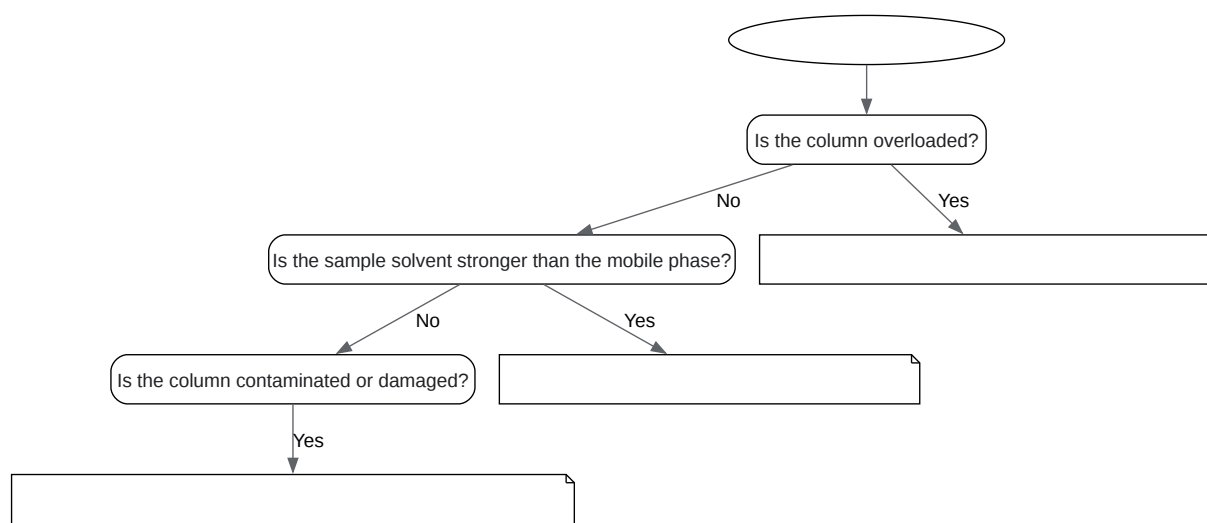 Is the column overloaded?
No
Yes
Is the sample solvent stronger than the mobile phase?
No
Yes
Is the column contaminated or damaged?
Yes